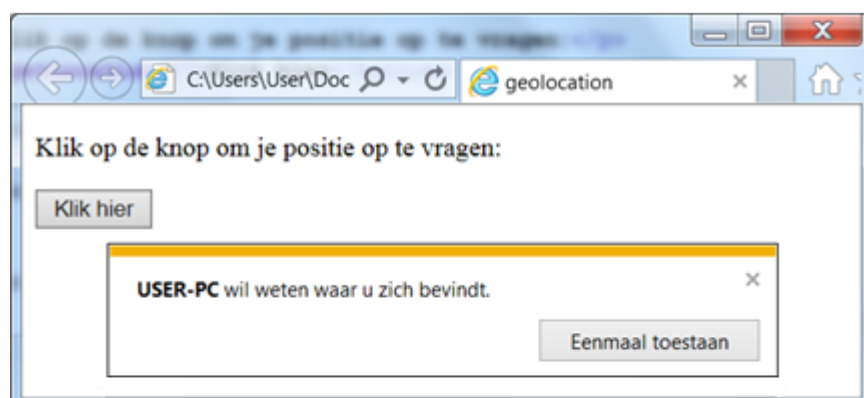 C:\Users\User\Doc
geolocation
Klik op de knop om je positie op te vragen:
Klik hier
USER-PC wil weten waar u zich bevindt.
Eenmaal toestaan